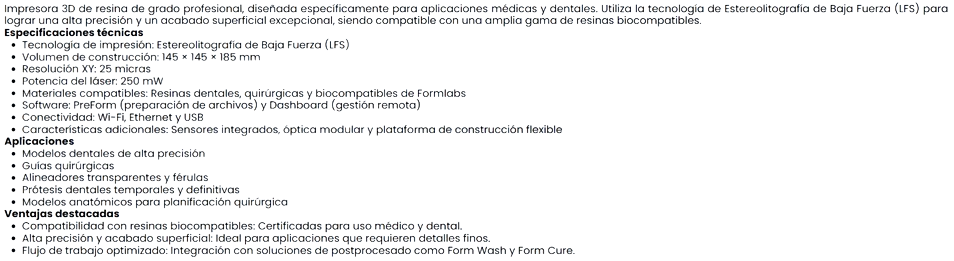 Impresora 3D de resina de grado profesional, diseñada específicamente para aplicaciones médicas y dentales. Utiliza la tecnología de Estereolitografía de Baja Fuerza (LFS) para
lograr una alta precisión y un acabado superficial excepcional, siendo compatible con una amplia gama de resinas biocompatibles.
Especificaciones técnicas
• Tecnología de impresión: Estereolitografía de Baja Fuerza (LFS)
• Volumen de construcción: 145 × 145 × 185 mm
• Resolución XY: 25 micras
• Potencia del láser: 250 mW
• Materiales compatibles: Resinas dentales, quirúrgicas y biocompatibles de Formlabs
• Software: PreForm (preparación de archivos) y Dashboard (gestión remota)
• Conectividad: Wi-Fi, Ethernet y USB
• Características adicionales: Sensores integrados, óptica modular y plataforma de construcción flexible
Aplicaciones
• Modelos dentales de alta precisión
• Guías quirúrgicas
• Alineadores transparentes y férulas
• Prótesis dentales temporales y definitivas
• Modelos anatómicos para planificación quirúrgica
Ventajas destacadas
• Compatibilidad con resinas biocompatibles: Certificadas para uso médico y dental.
• Alta precisión y acabado superficial: Ideal para aplicaciones que requieren detalles finos.
• Flujo de trabajo optimizado: Integración con soluciones de postprocesado como Form Wash y Form Cure.